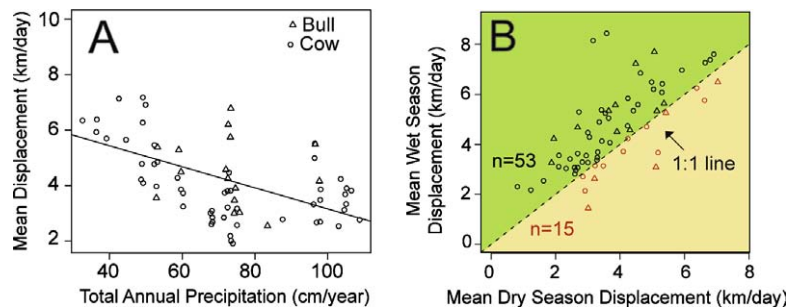 A
△ Bull
○ Cow
Mean Displacement (km/day)
10
8
6
4
2
40
60
80
100
Total Annual Precipitation (cm/year)
B
Mean Wet Season
Displacement (km/day)
8
6
4
2
0
n=53
n=15
1:1 line
0
2
4
6
8
Mean Dry Season Displacement (km/day)